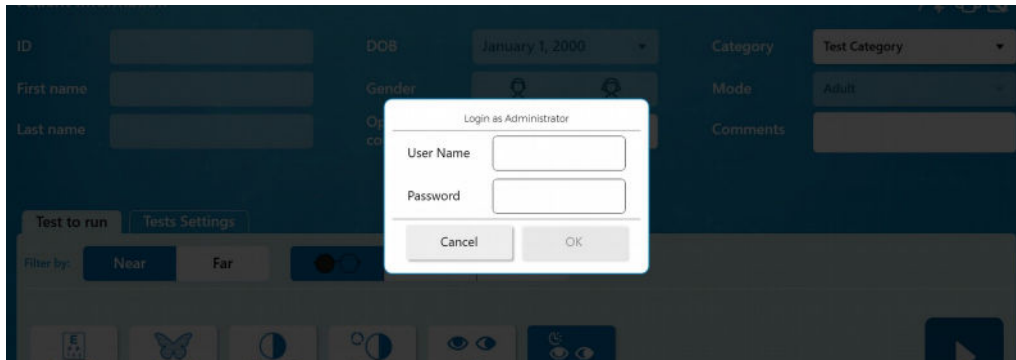 ID
DOB
January 1, 2000
Category
Test Category
First name
Gender
Mode
Adult
Last name
Comments
Login as Administrator
User Name
Password
Cancel
OK
Test to run
Tests Settings
Filter by:
Near
Far
E